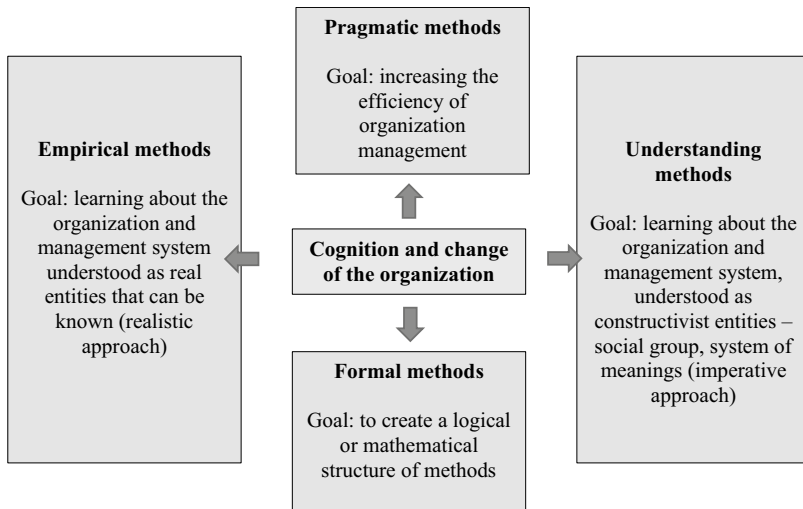 Pragmatic methods
Goal: increasing the
efficiency of
organization
management
Empirical methods
Goal: learning about the
organization and
management system
understood as real
entities that can be
known (realistic
approach)
Cognition and change
of the organization
Understanding
methods
Goal: learning about the
organization and
management system,
understood as
constructivist entities –
social group, system of
meanings (imperative
approach)
Formal methods
Goal: to create a logical
or mathematical
structure of methods